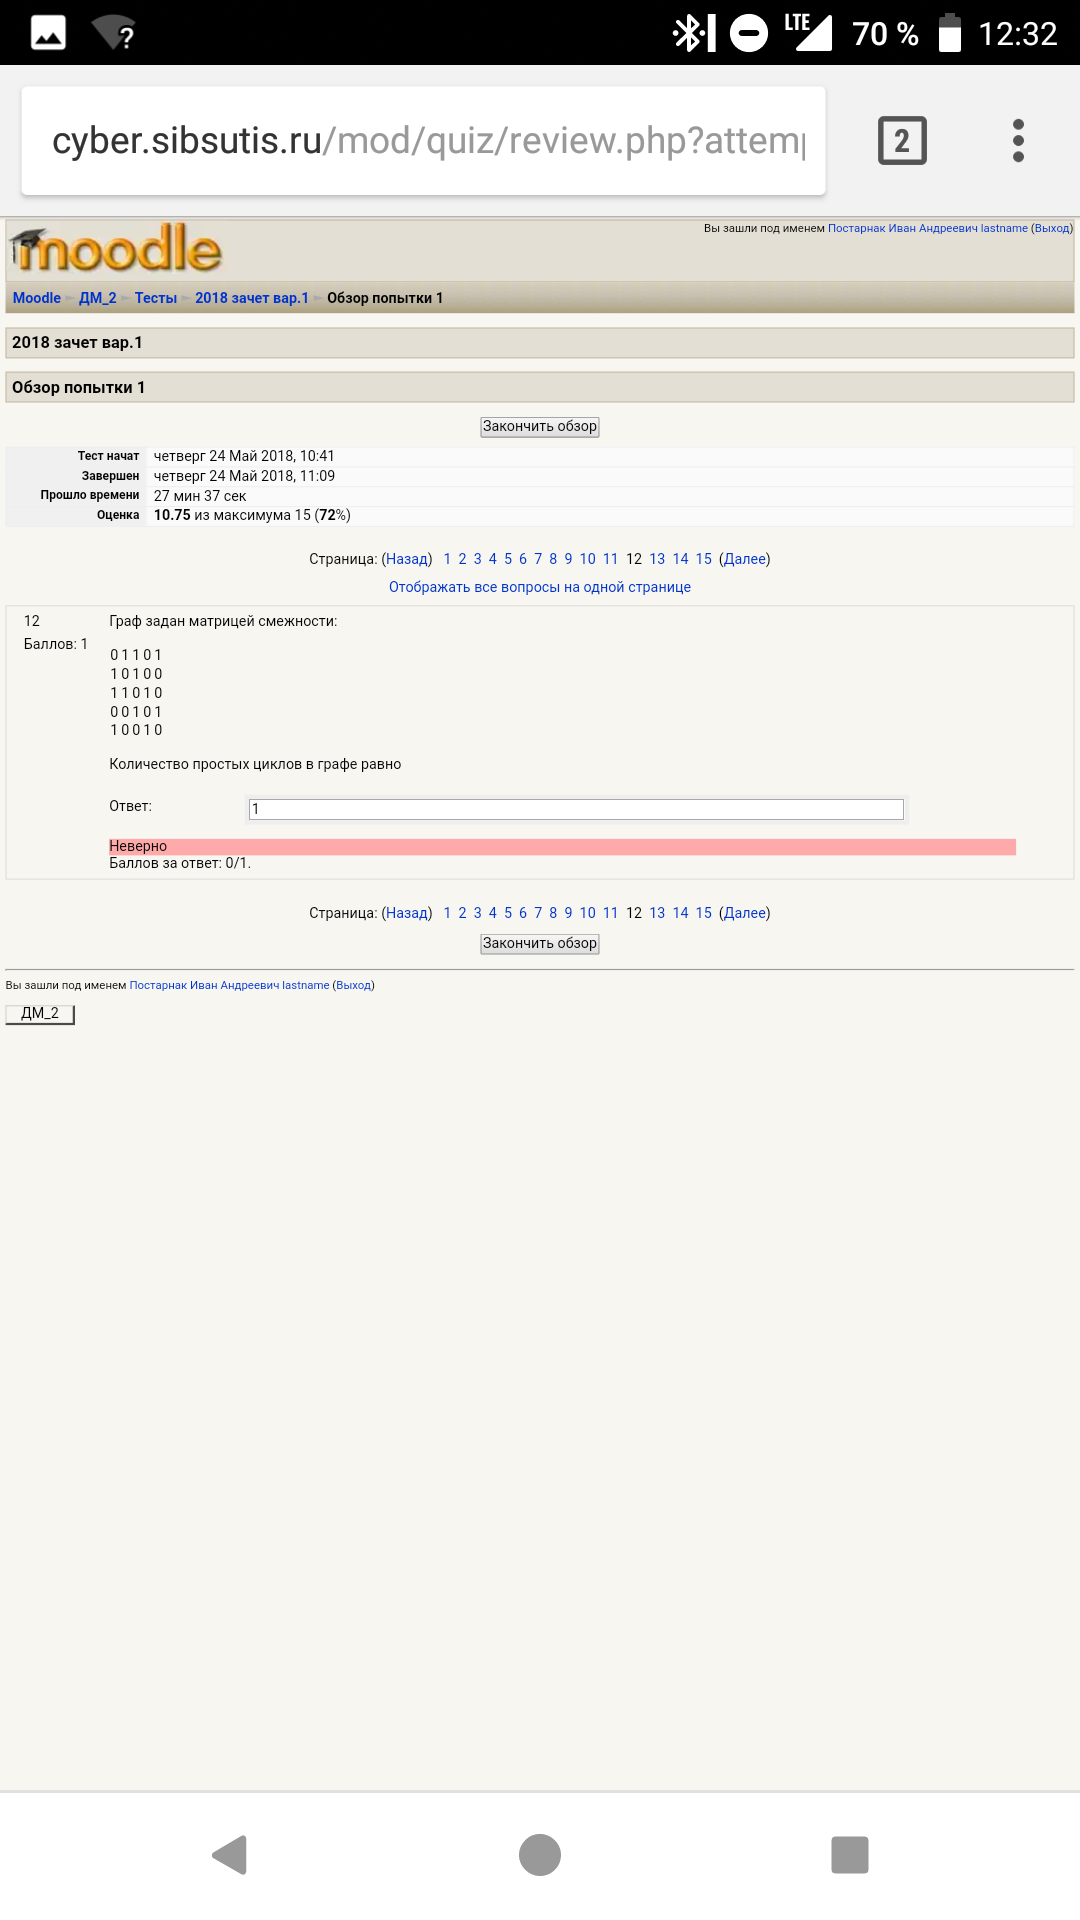 LTE 70 % 12:32
cyber.sibsutis.ru/mod/quiz/review.php?attem
2
moodle
Вы зашли под именем Постарнак Иван Андреевич lastname (Выход)
Moodle ► ДМ_2 ► Тесты ► 2018 зачет вар.1 ► Обзор попытки 1
2018 зачет вар.1
Обзор попытки 1
Закончить обзор
Тест начат четверг 24 Май 2018, 10:41
Завершен четверг 24 Май 2018, 11:09
Прошло времени 27 мин 37 сек
Оценка 10.75 из максимума 15 (72%)
Страница: (Назад) 1 2 3 4 5 6 7 8 9 10 11 12 13 14 15 (Далее)
Отображать все вопросы на одной странице
12
Баллов: 1
Граф задан матрицей смежности:
0 1 1 0 1
1 0 1 0 0
1 1 0 1 0
0 0 1 0 1
1 0 0 1 0
Количество простых циклов в графе равно
Ответ: 1
Неверно
Баллов за ответ: 0/1.
Страница: (Назад) 1 2 3 4 5 6 7 8 9 10 11 12 13 14 15 (Далее)
Закончить обзор
Вы зашли под именем Постарнак Иван Андреевич lastname (Выход)
ДМ_2